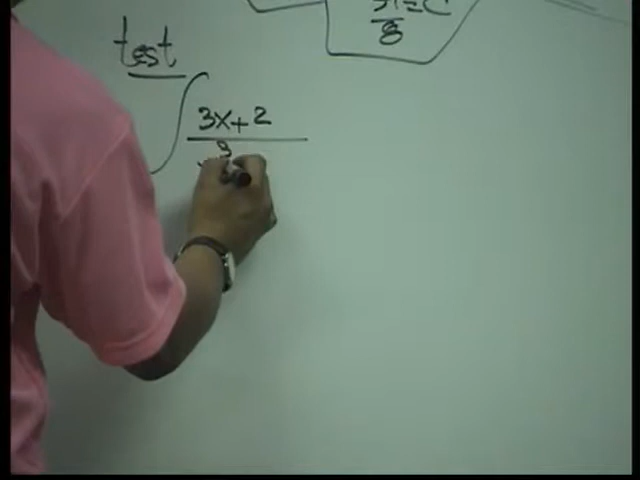 = C
8
test
∫ 3x + 2